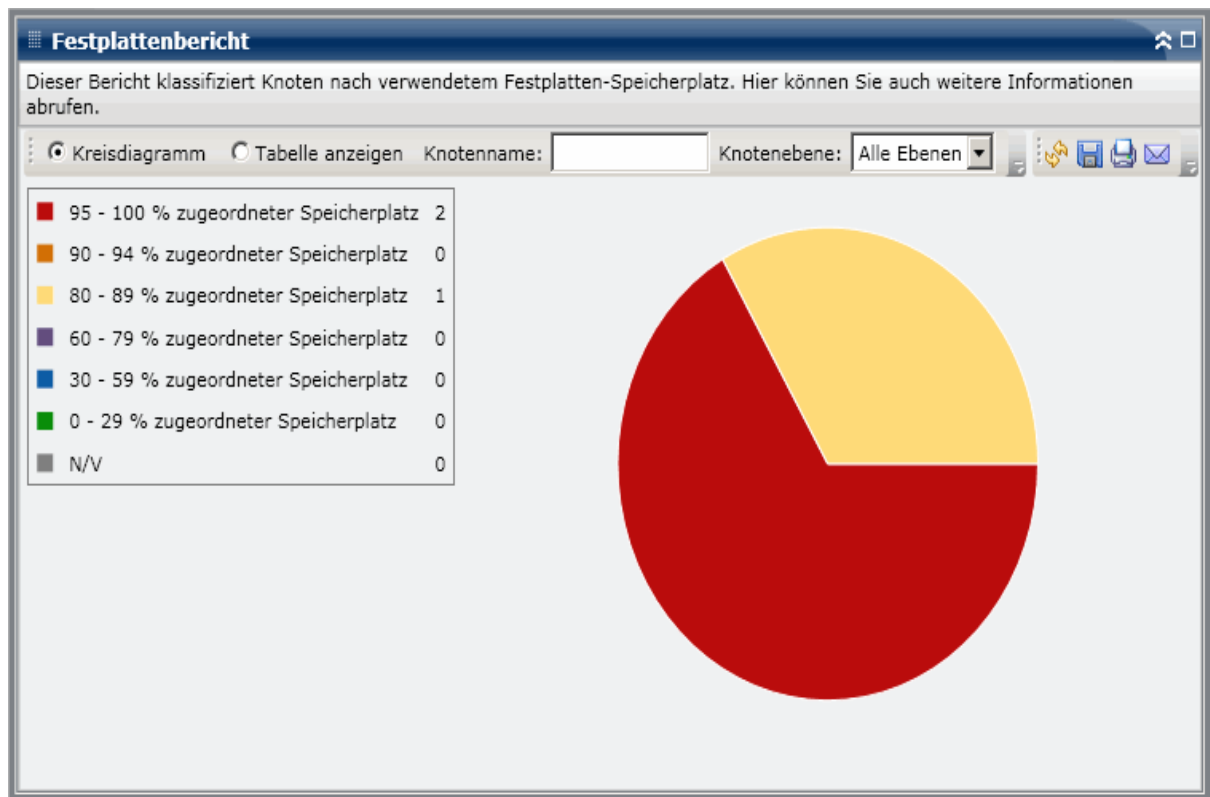 Festplattenbericht
Dieser Bericht klassifiziert Knoten nach verwendetem Festplatten-Speicherplatz. Hier können Sie auch weitere Informationen
abrufen.
Kreisdiagramm Tabelle anzeigen Knotenname: Knotenebene: Alle Ebenen
95 - 100 % zugeordneter Speicherplatz 2
90 - 94 % zugeordneter Speicherplatz 0
80 - 89 % zugeordneter Speicherplatz 1
60 - 79 % zugeordneter Speicherplatz 0
30 - 59 % zugeordneter Speicherplatz 0
0 - 29 % zugeordneter Speicherplatz 0
N/V 0